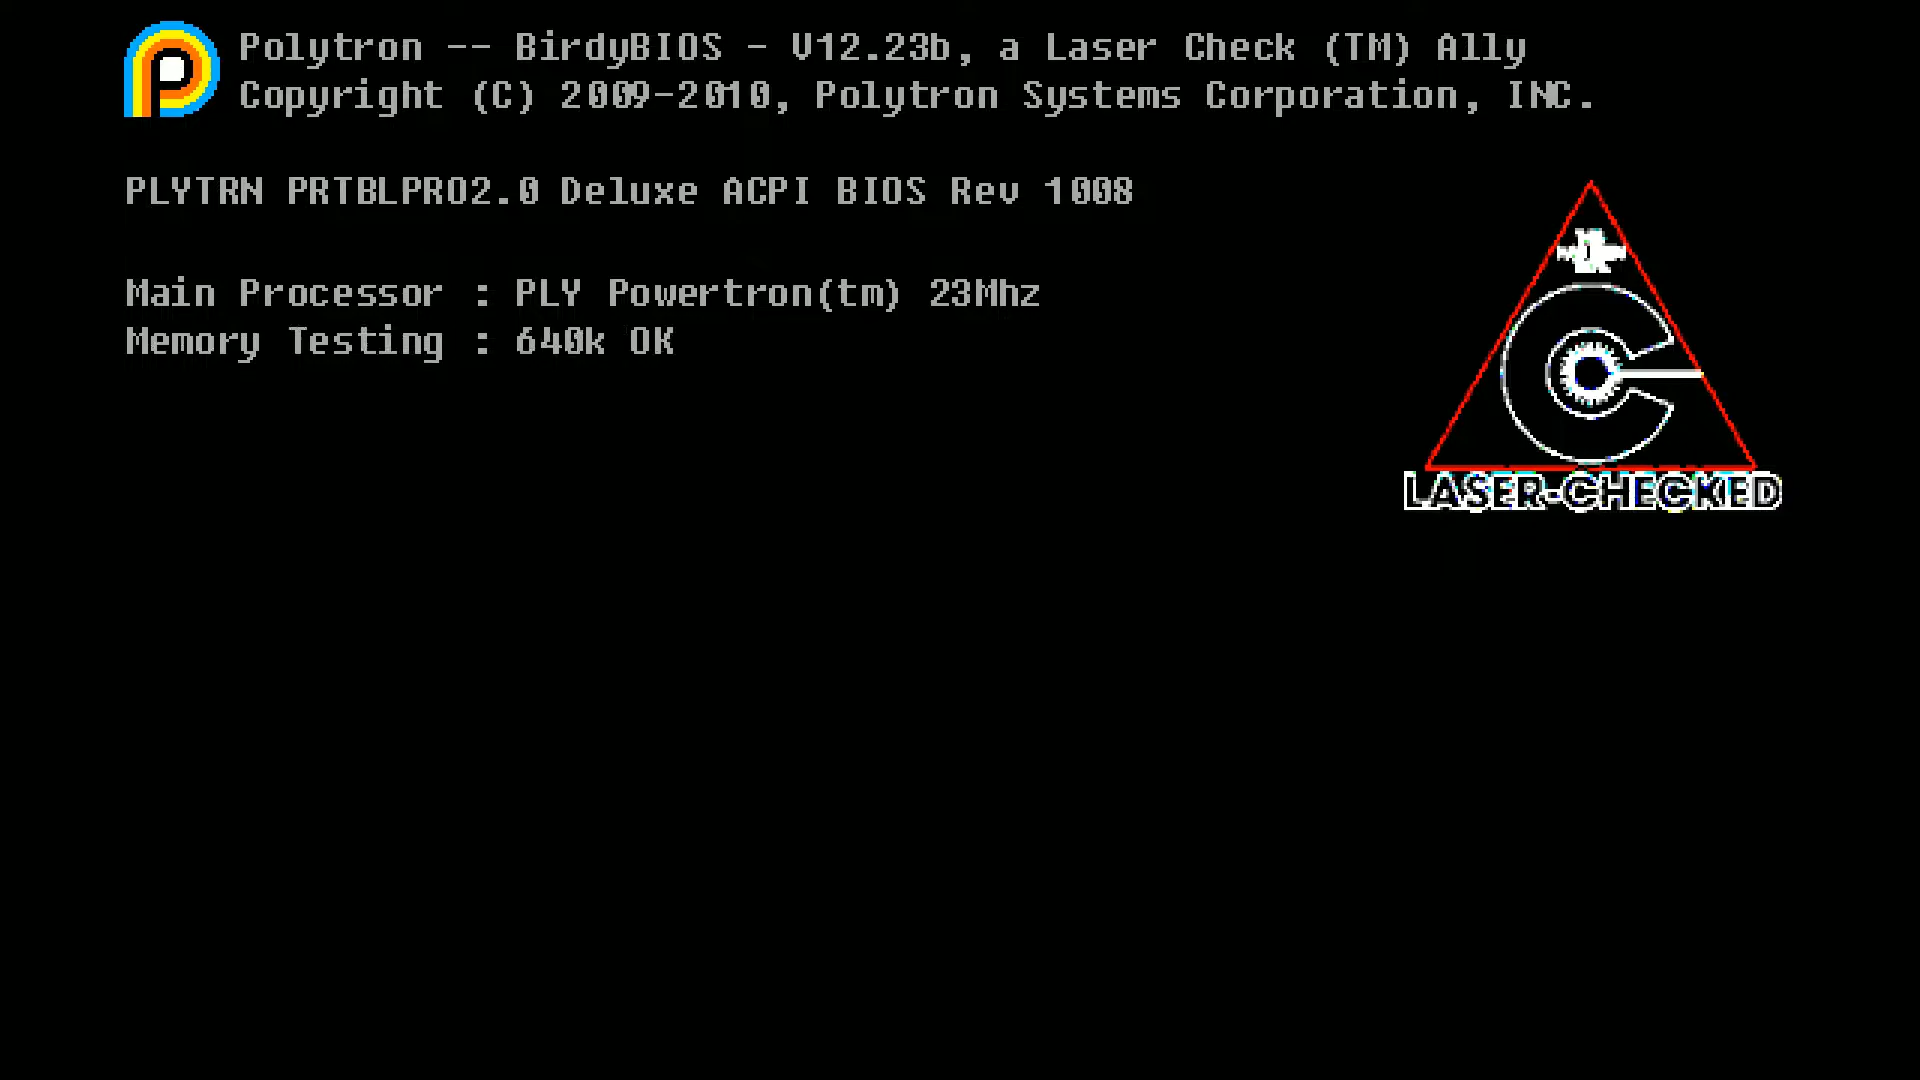 Polytron -- BirdyBIOS - V12.23b, a Laser Check (TM) Ally
Copyright (C) 2009-2010, Polytron Systems Corporation, INC.
PLYTRN PRTBLPRO2.0 Deluxe ACPI BIOS Rev 1008
Main Processor : PLY Powertron(tm) 23Mhz
Memory Testing : 640k OK
LASER-CHECKED